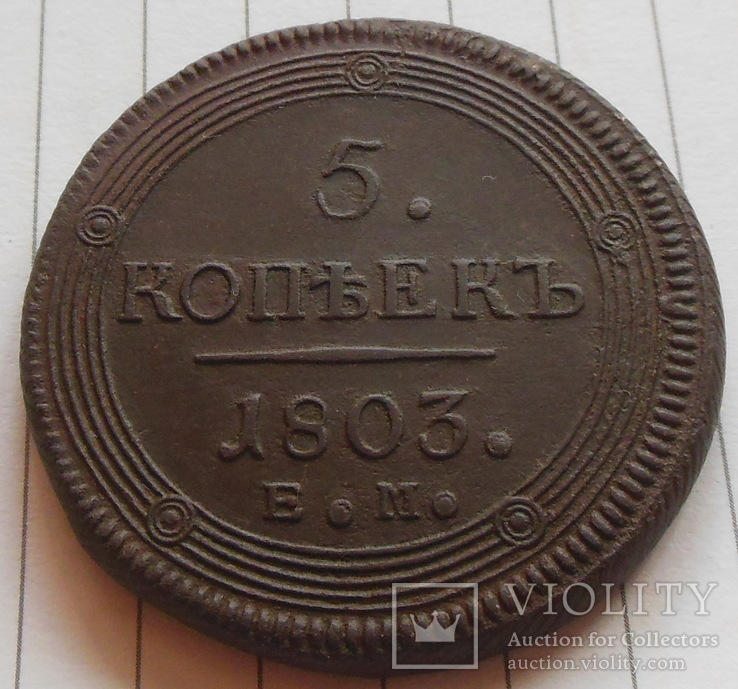 5.
КОПѢЕКЪ
1803.
Е.М.
VIOLITY
Auction for Collectors
auction.violity.com